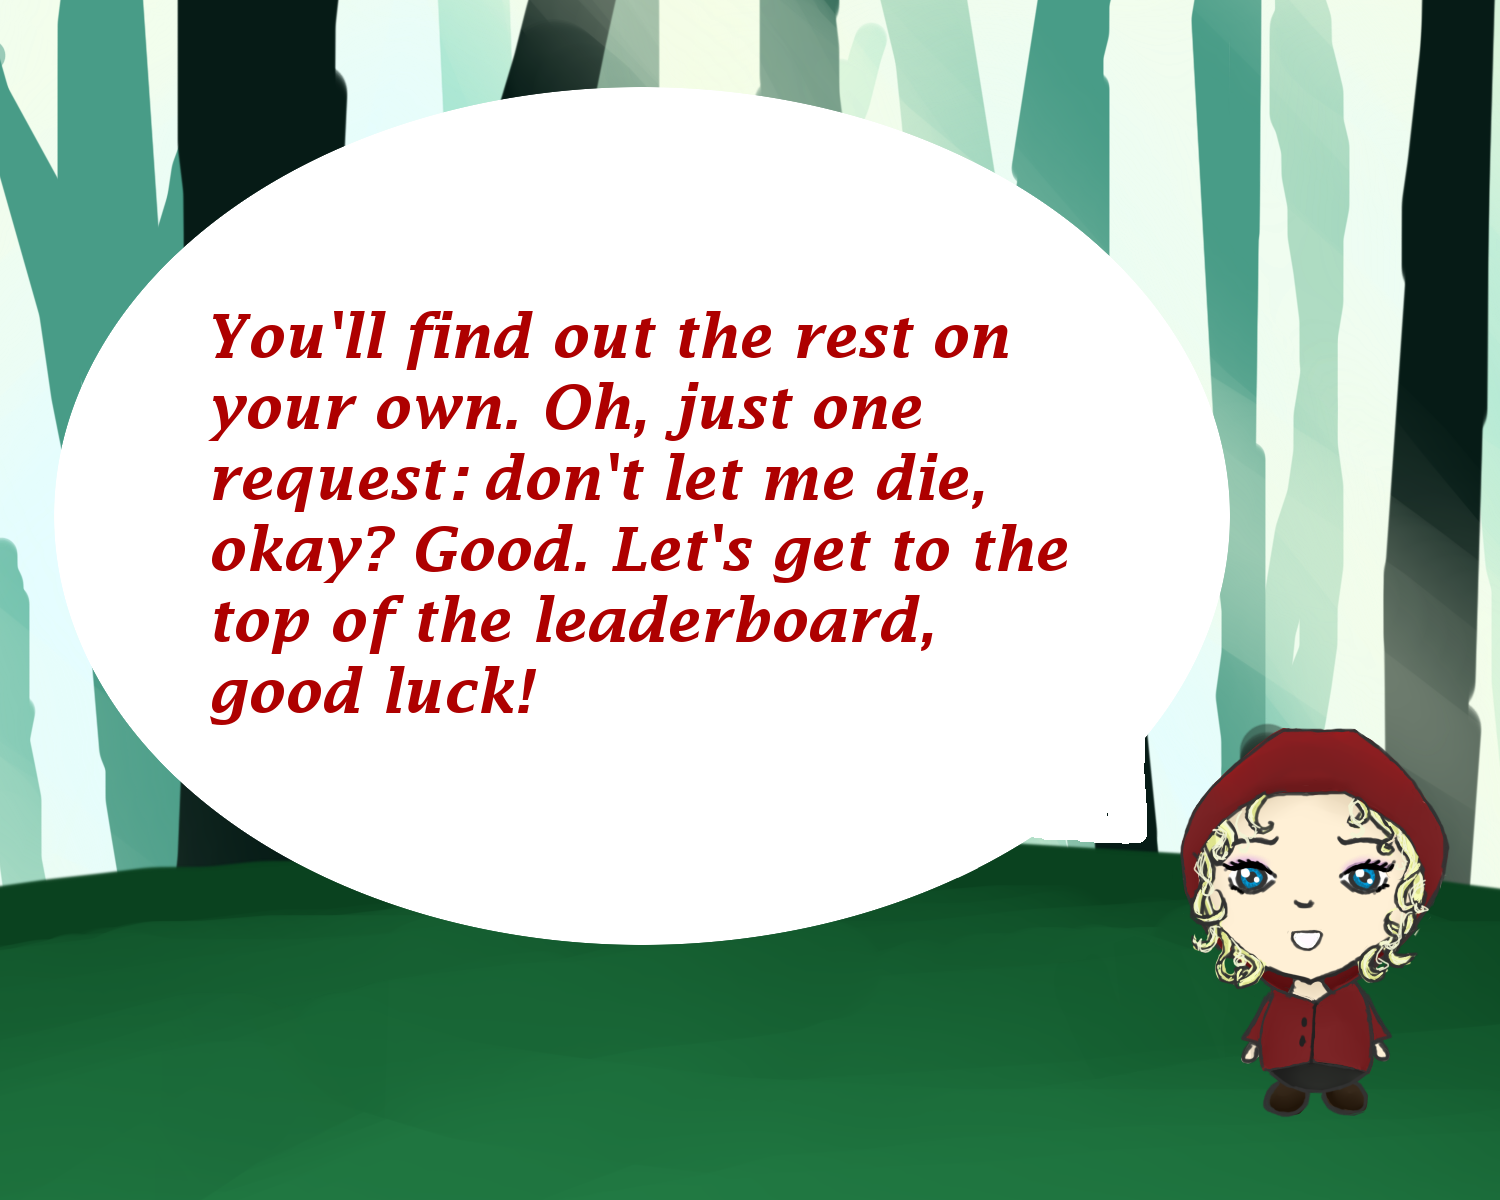 You'll find out the rest on
your own. Oh, just one
request: don't let me die,
okay? Good. Let's get to the
top of the leaderboard,
good luck!